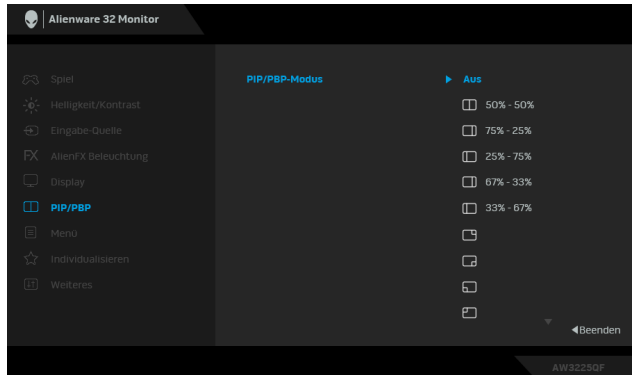 Alienware 32 Monitor
Spiel
Helligkeit/Kontrast
Eingabe-Quelle
FX AlienFX Beleuchtung
Display
PIP/PBP
Menü
Individualisieren
Weiteres
PIP/PBP-Modus
Aus
50% - 50%
75% - 25%
25% - 75%
67% - 33%
33% - 67%
Beenden
AW3225QF